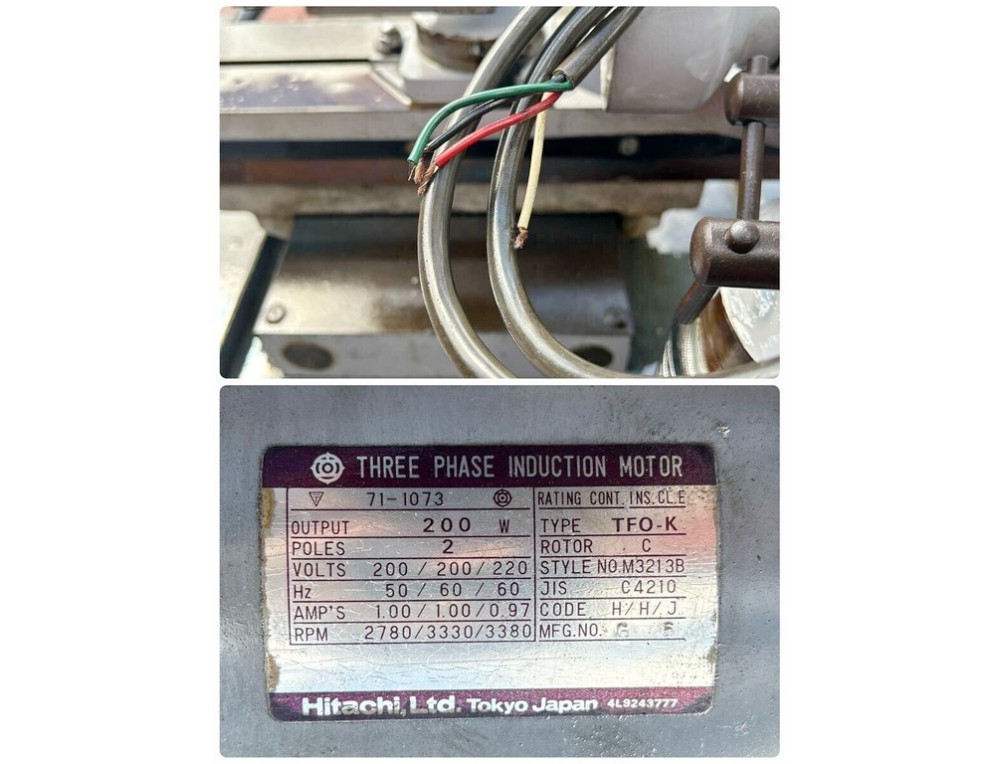 THREE PHASE INDUCTION MOTOR
71-1073
RATING CONT. INS.CL.E
OUTPUT 200 W
TYPE TFO-K
POLES 2
ROTOR C
VOLTS 200 / 200 / 220
STYLE NO.M3213B
Hz 50 / 60 / 60
JIS C4210
AMP'S 1.00 / 1.00 / 0.97
CODE H/H/J
RPM 2780/3330/3380
MFG.NO.
Hitachi, Ltd. Tokyo Japan 4L9243777